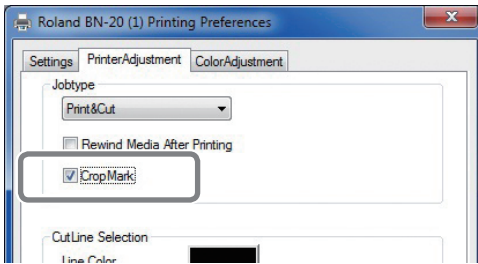 Roland BN-20 (1) Printing Preferences
Settings PrinterAdjustment ColorAdjustment
Jobtype
Print&Cut
Rewind Media After Printing
CropMark
CutLine Selection
Line Color